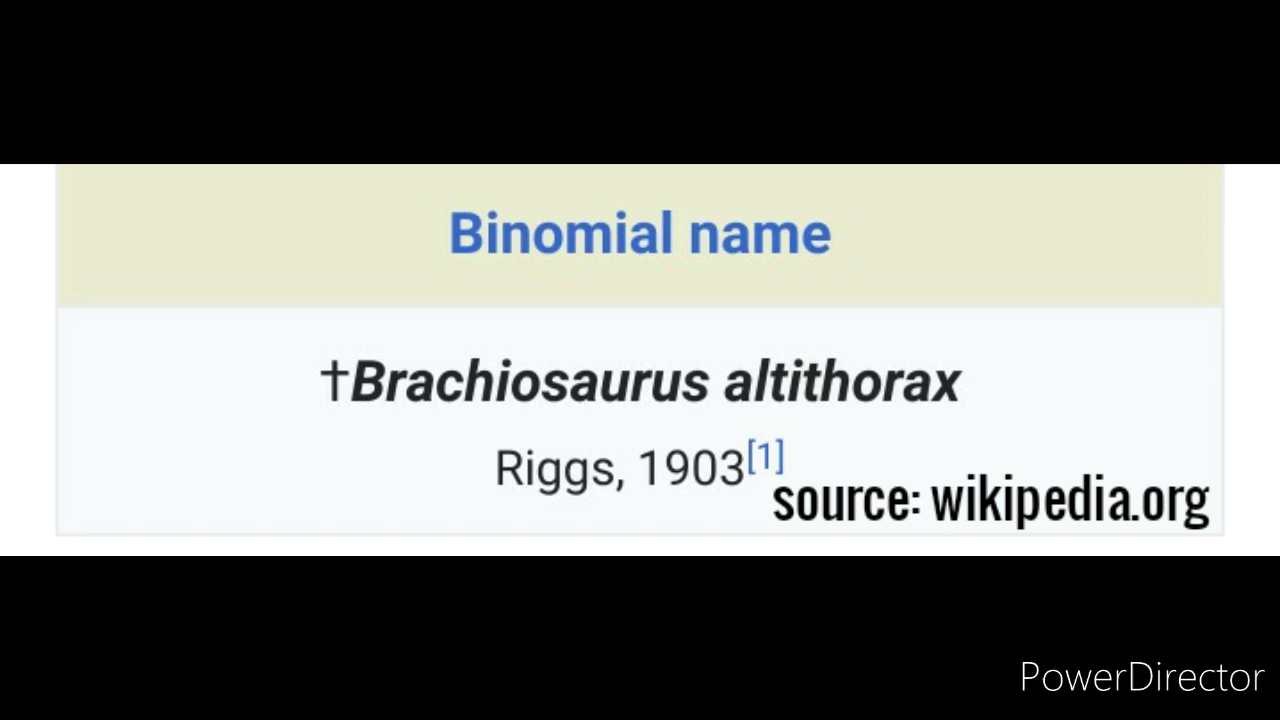 Binomial name
†Brachiosaurus altithorax
Riggs, 1903[1]
source: wikipedia.org
PowerDirector